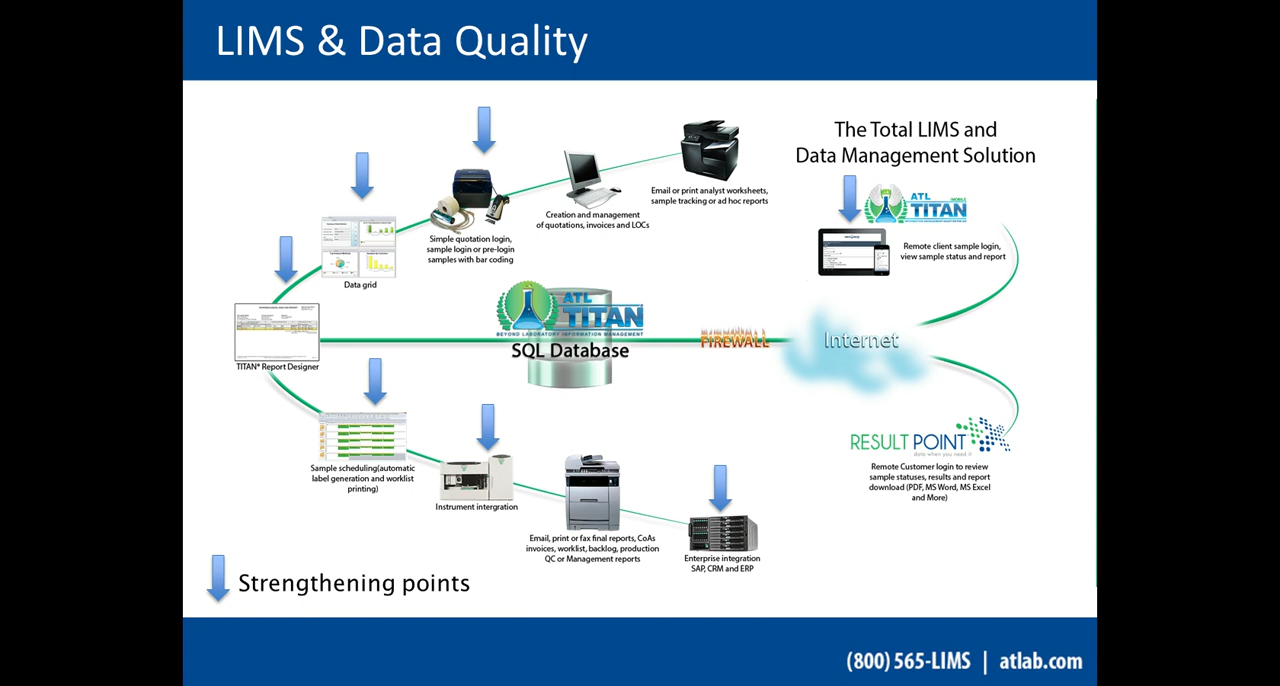 LIMS & Data Quality
The Total LIMS and
Data Management Solution
Email or print analyst worksheets,
sample tracking or ad hoc reports
Creation and management
of quotations, invoices and LOCs
Simple quotation login,
sample login or pre-login
samples with bar coding
Data grid
ATL
TITAN
MOBILE
Remote client sample login,
view sample status and report
TITAN® Report Designer
ATL
TITAN
BEYOND LABORATORY INFORMATION MANAGEMENT
SQL Database
FIREWALL
Internet
Sample scheduling(automatic
label generation and worklist
printing)
Instrument intergration
Email, print or fax final reports, CoAs
invoices, worklist, backlog, production
QC or Management reports
Enterprise integration
SAP, CRM and ERP
RESULT POINT
data when you need it
Remote Customer login to review
sample statuses, results and report
download (PDF, MS Word, MS Excel
and More)
Strengthening points
(800) 565-LIMS | atlab.com